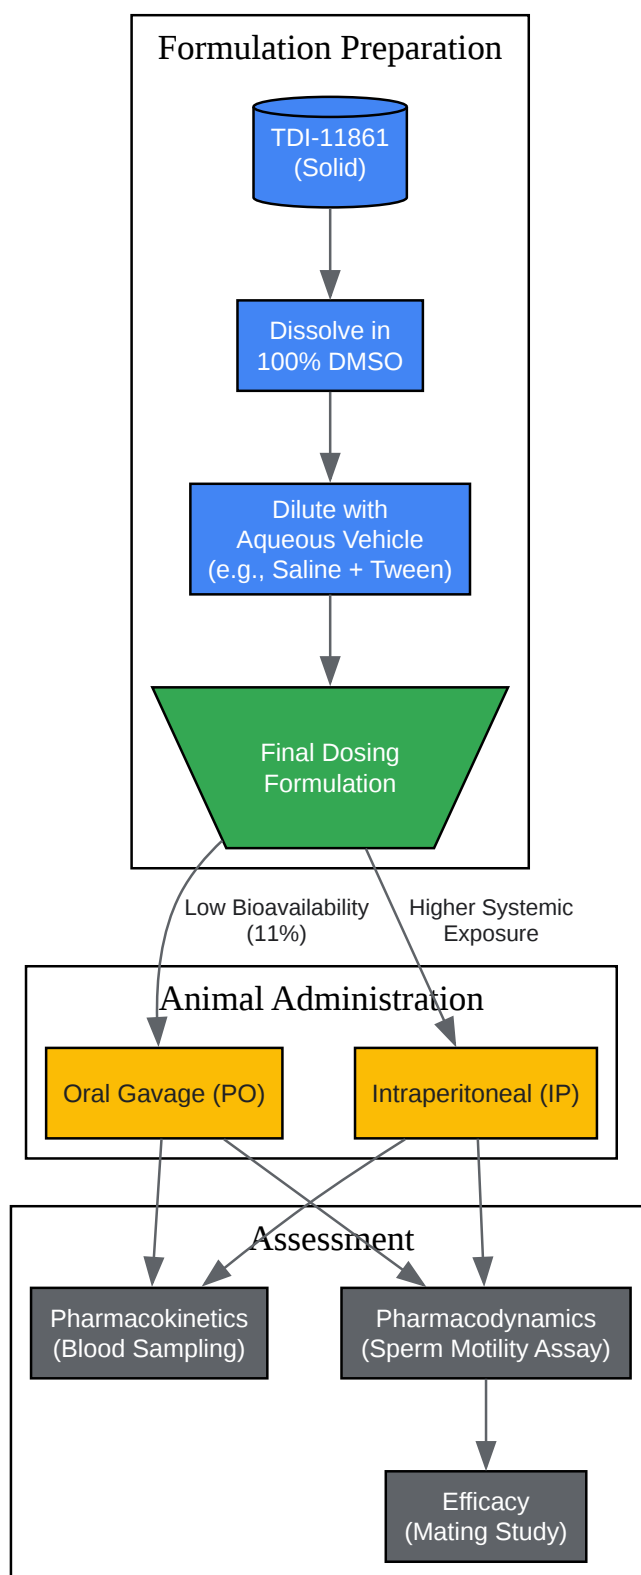 Formulation Preparation
TDI-11861
(Solid)
Dissolve in
100% DMSO
Dilute with
Aqueous Vehicle
(e.g., Saline + Tween)
Final Dosing
Formulation
Low Bioavailability
(11%)
Higher Systemic
Exposure
Animal Administration
Oral Gavage (PO)
Intraperitoneal (IP)
Assessment
Pharmacokinetics
(Blood Sampling)
Pharmacodynamics
(Sperm Motility Assay)
Efficacy
(Mating Study)